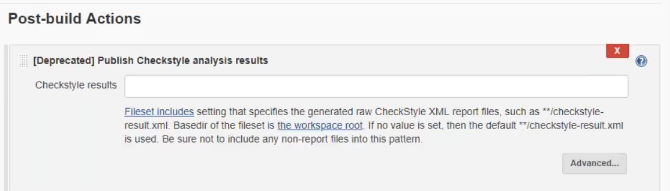 Post-build Actions
X
[Deprecated] Publish Checkstyle analysis results
Checkstyle results
Fileset includes setting that specifies the generated raw CheckStyle XML report files, such as **/checkstyle-
result.xml. Basedir of the fileset is the workspace root. If no value is set, then the default **/checkstyle-result.xml
is used. Be sure not to include any non-report files into this pattern.
Advanced...